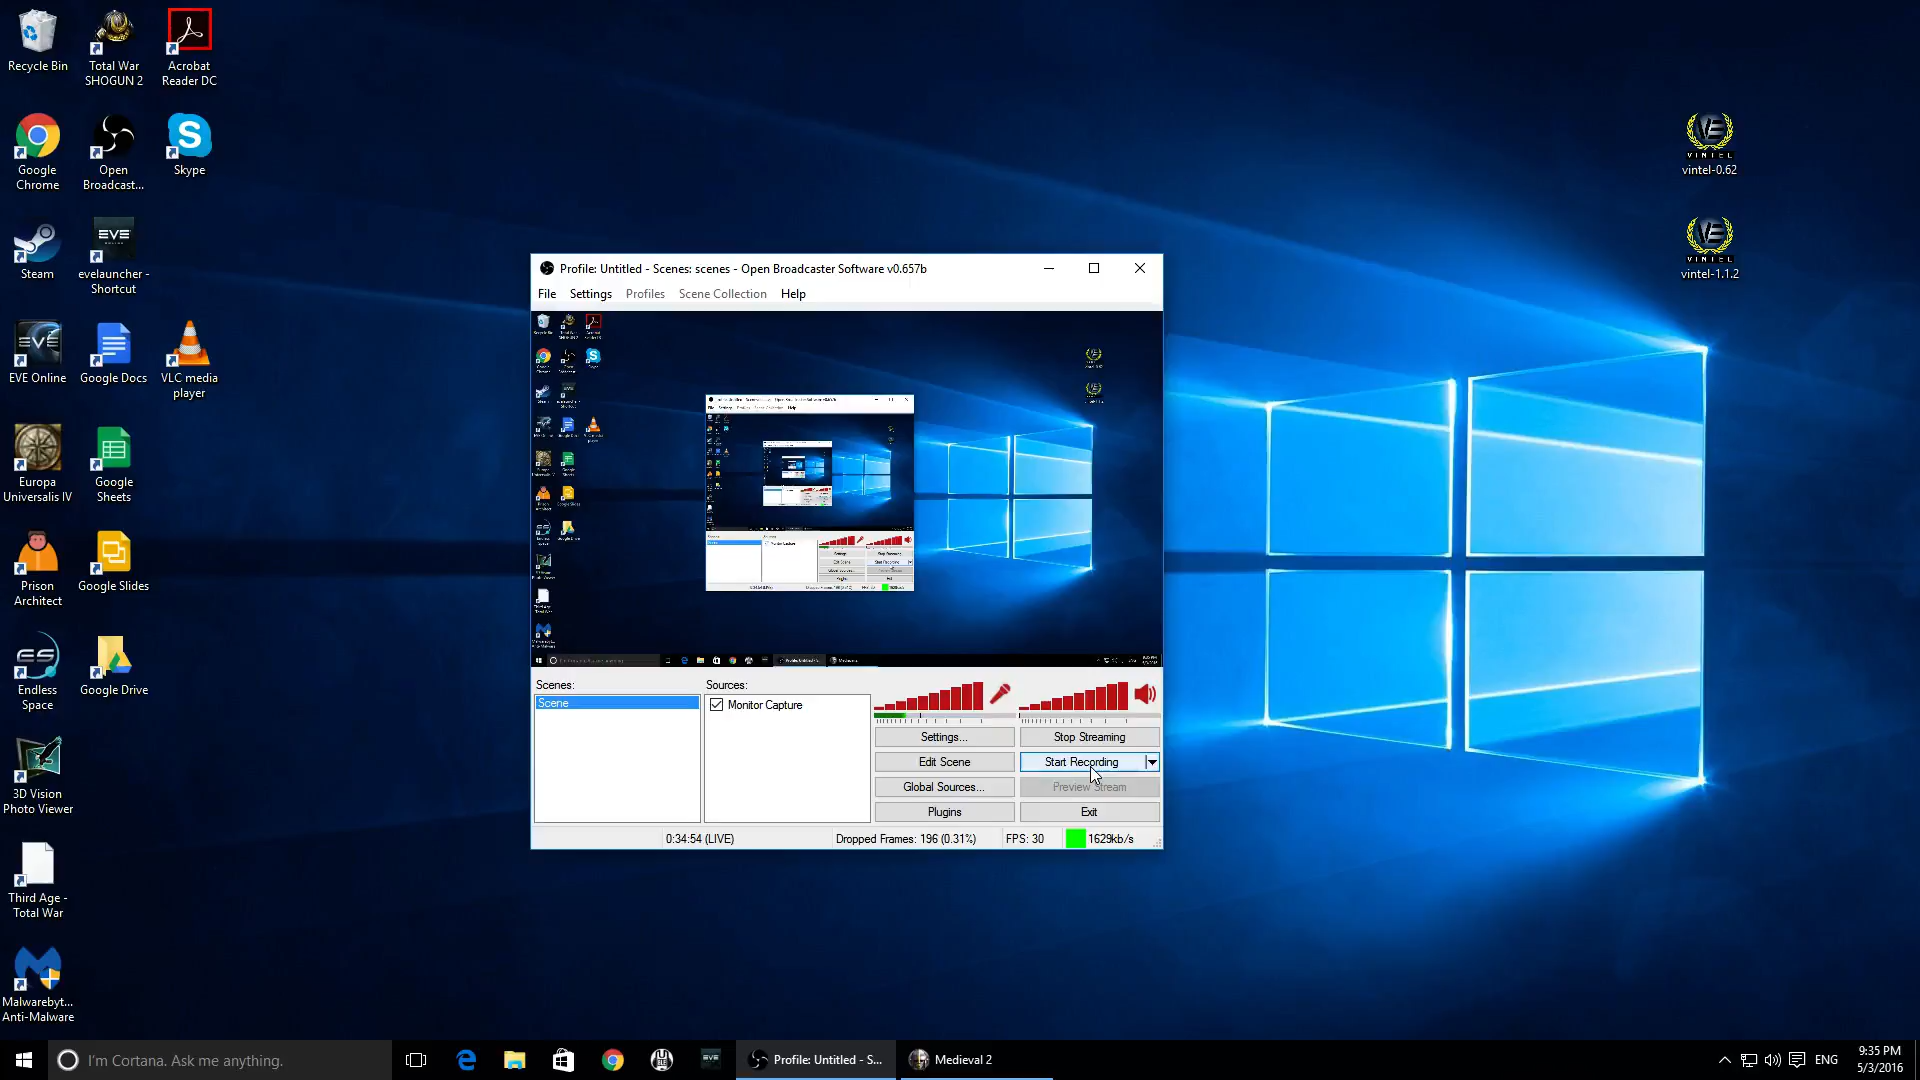 Recycle Bin
Total War
SHOGUN 2
Acrobat
Reader DC
Google
Chrome
Open
Broadcast...
Skype
Steam
EVE
ONLINE
evelauncher -
Shortcut
EVE Online
Google Docs
VLC media
player
Europa
Universalis IV
Google
Sheets
Prison
Architect
Google Slides
Endless
Space
Google Drive
3D Vision
Photo Viewer
Third Age -
Total War
Malwarebyt...
Anti-Malware
VINTEL
vintel-0.62
VINTEL
vintel-1.1.2
Profile: Untitled - Scenes: scenes - Open Broadcaster Software v0.657b
File Settings Profiles Scene Collection Help
Scenes:
Scene
Sources:
Monitor Capture
Settings...
Stop Streaming
Edit Scene
Start Recording
Global Sources...
Preview Stream
Plugins
Exit
0:34:54 (LIVE)
Dropped Frames: 196 (0.31%)
FPS: 30
1629kb/s
I'm Cortana. Ask me anything.
EVE
Profile: Untitled - S...
Medieval 2
ENG
9:35 PM
5/3/2016